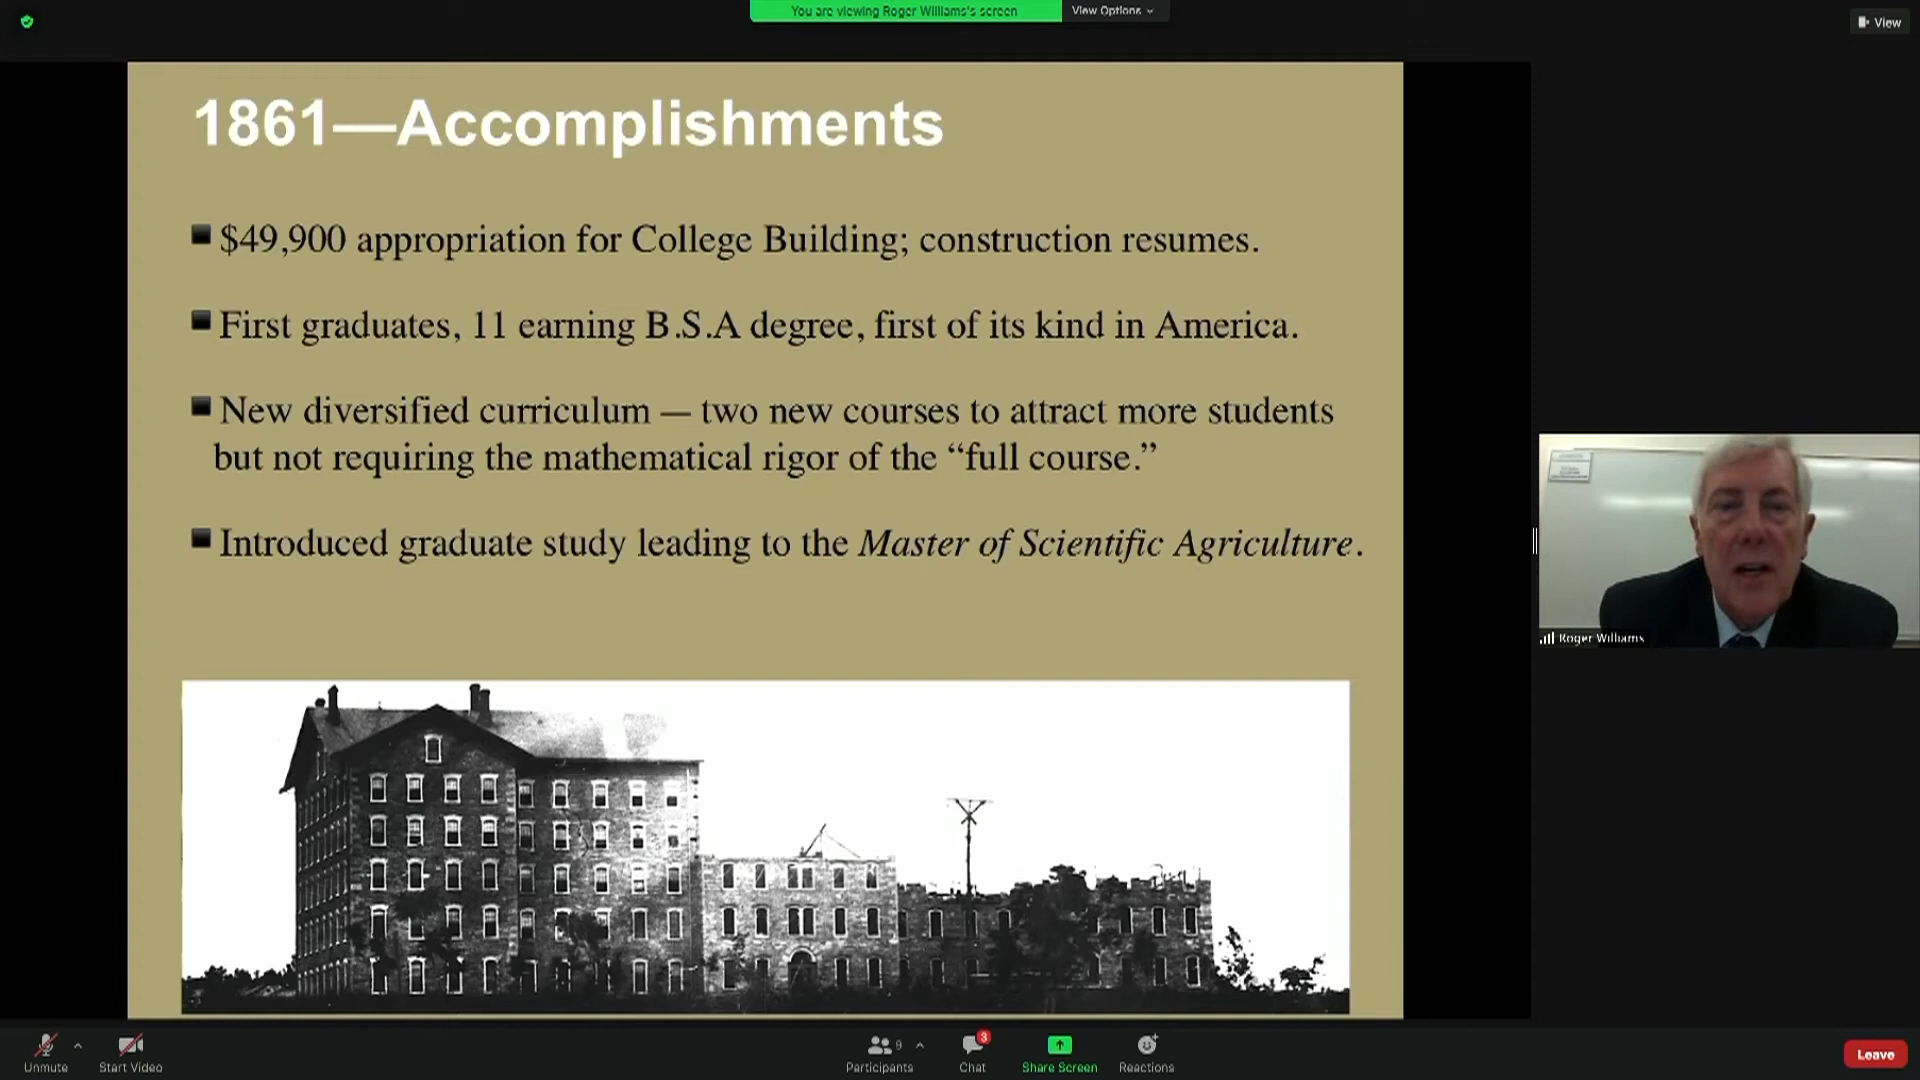 You are viewing Roger Williams's screen
View Options
View
1861—Accomplishments
$49,900 appropriation for College Building; construction resumes.
First graduates, 11 earning B.S.A degree, first of its kind in America.
New diversified curriculum — two new courses to attract more students
but not requiring the mathematical rigor of the “full course.”
Introduced graduate study leading to the Master of Scientific Agriculture.
Roger Williams
Unmute
Start Video
9
Participants
3
Chat
Share Screen
Reactions
Leave